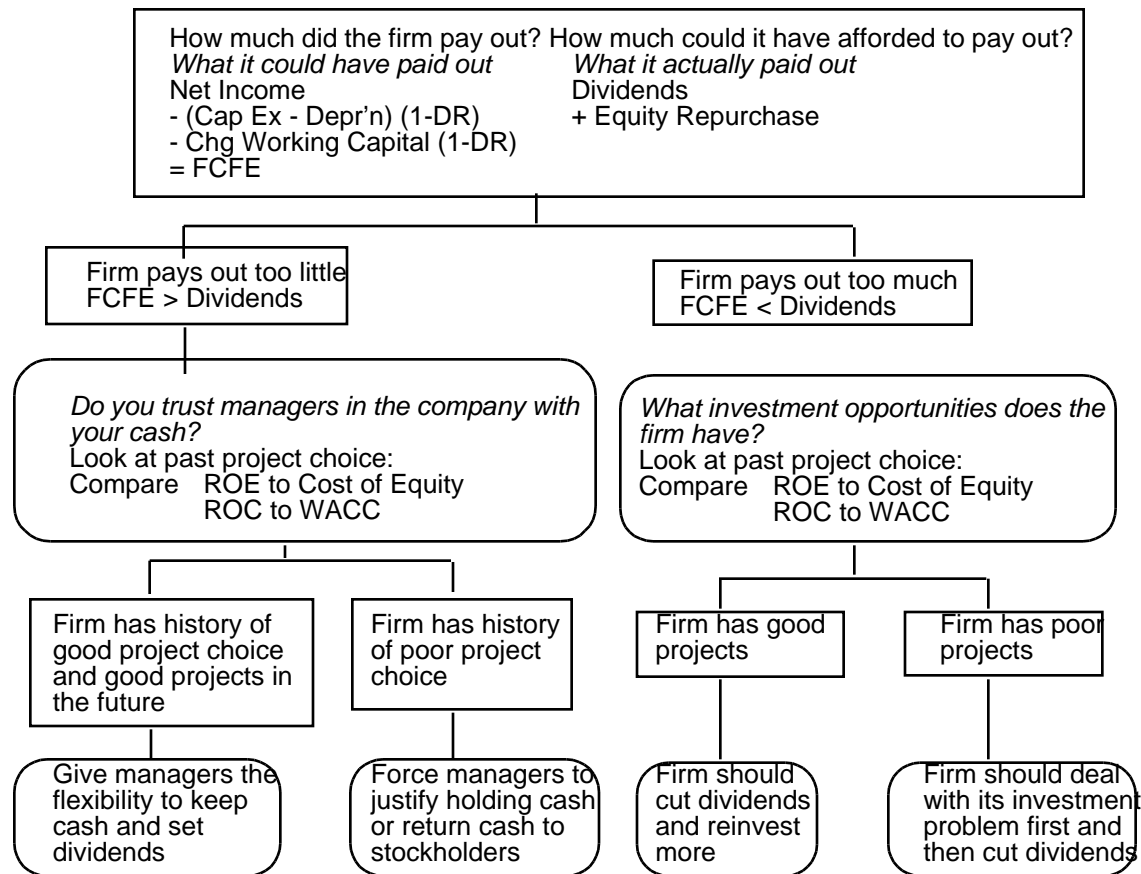 How much did the firm pay out? How much could it have afforded to pay out?
What it could have paid out
What it actually paid out
Net Income
Dividends
- (Cap Ex - Depr'n) (1-DR)
+ Equity Repurchase
- Chg Working Capital (1-DR)
= FCFE
Firm pays out too little
FCFE > Dividends
Firm pays out too much
FCFE < Dividends
Do you trust managers in the company with
your cash?
Look at past project choice:
Compare ROE to Cost of Equity
ROC to WACC
What investment opportunities does the
firm have?
Look at past project choice:
Compare ROE to Cost of Equity
ROC to WACC
Firm has history of
good project choice
and good projects in
the future
Firm has history
of poor project
choice
Firm has good
projects
Firm has poor
projects
Give managers the
flexibility to keep
cash and set
dividends
Force managers to
justify holding cash
or return cash to
stockholders
Firm should
cut dividends
and reinvest
more
Firm should deal
with its investment
problem first and
then cut dividends